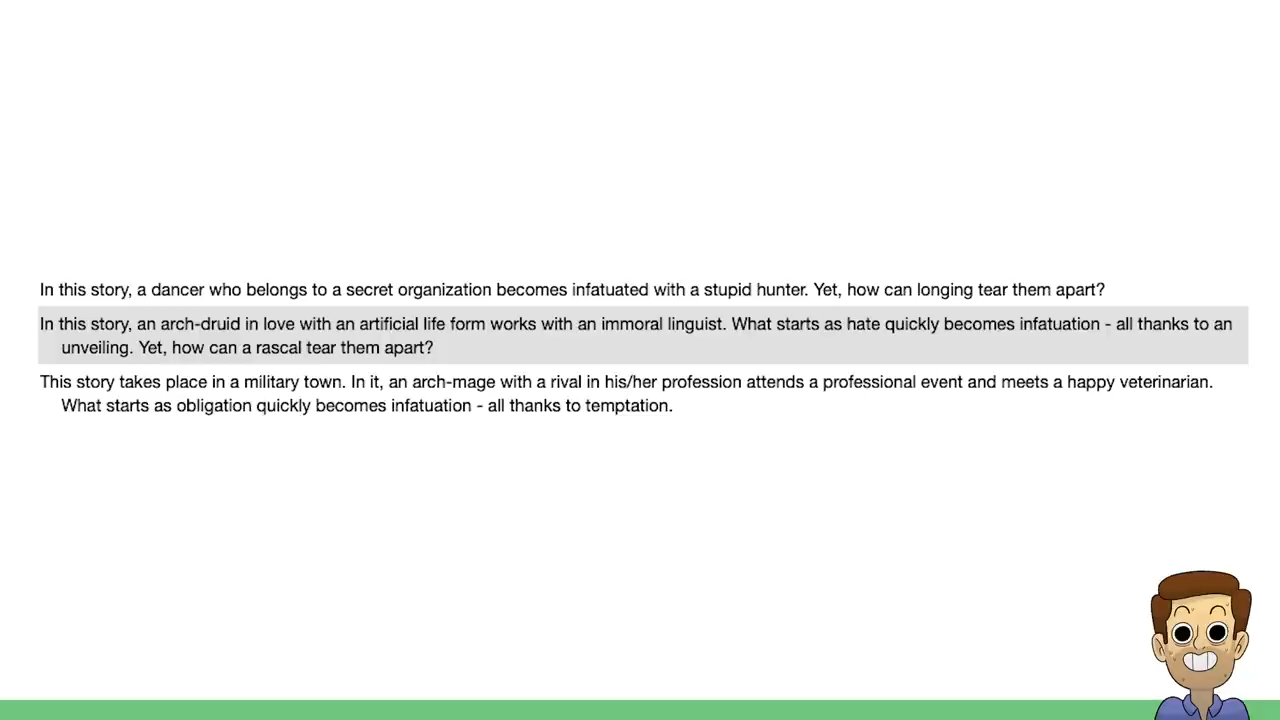 In this story, a dancer who belongs to a secret organization becomes infatuated with a stupid hunter. Yet, how can longing tear them apart?
In this story, an arch-druid in love with an artificial life form works with an immoral linguist. What starts as hate quickly becomes infatuation - all thanks to an
unveiling. Yet, how can a rascal tear them apart?
This story takes place in a military town. In it, an arch-mage with a rival in his/her profession attends a professional event and meets a happy veterinarian.
What starts as obligation quickly becomes infatuation - all thanks to temptation.